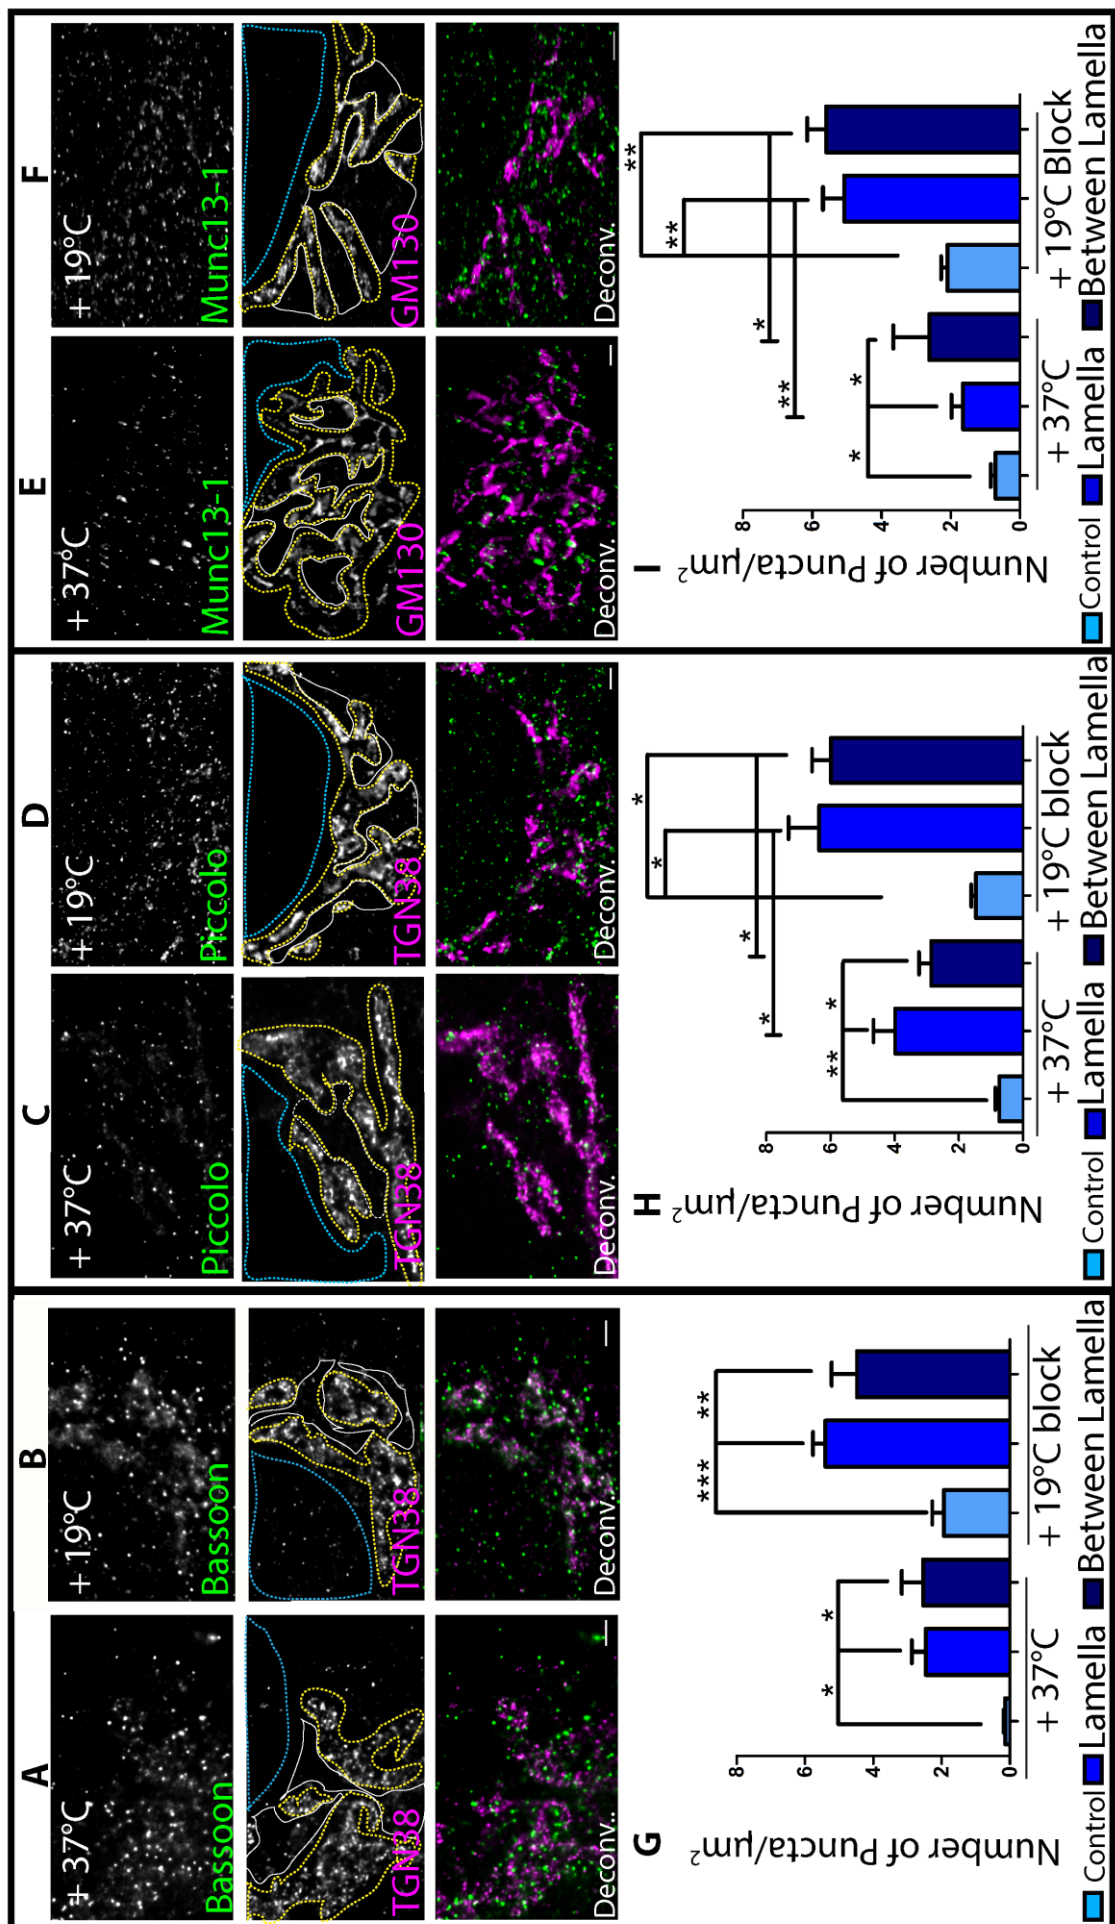 A
+ 37°C
Bassoon
TGN38
Deconv..
B
+ 19°C
Bassoon
TGN38
Deconv..
C
+ 37°C
Piccolo
TGN38
Deconv.
D
+ 19°C
Piccolo
TGN38
Deconv.
E
+ 37°C
Munc13-1
GM130
Deconv.
F
+ 19°C
Munc13-1
GM130
Deconv.
G
Number of Puncta/µm²
8
6
4
2
0
* *
*** **
+ 37°C
+ 19°C block
Control Lamella Between Lamella
H
Number of Puncta/µm²
8
6
4
2
0
** *
* *
* *
+ 37°C
+ 19°C block
Control Lamella Between Lamella
I
Number of Puncta/µm²
8
6
4
2
0
* *
** *
** **
+ 37°C
+ 19°C Block
Control Lamella Between Lamella